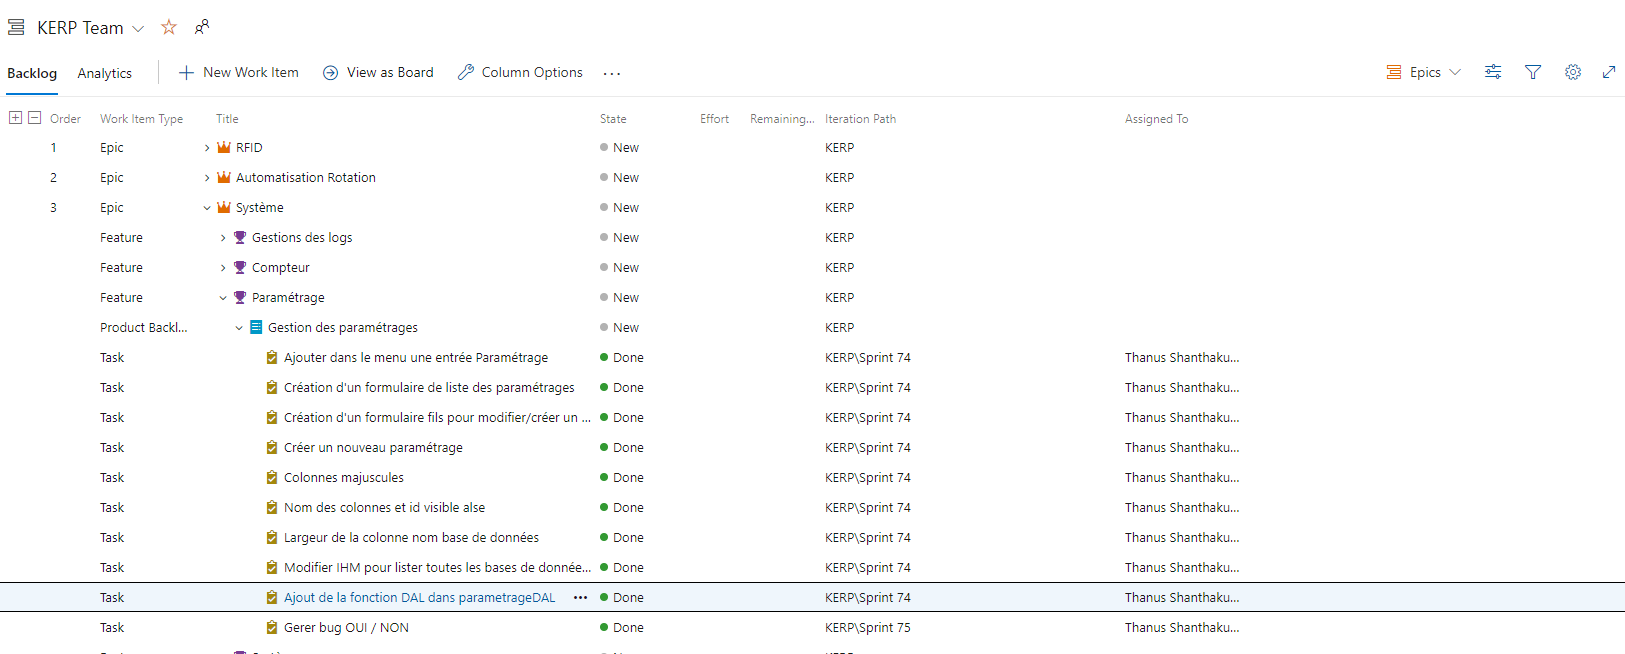 KERP Team
Backlog Analytics New Work Item View as Board Column Options ... Epics
Order Work Item Type Title State Effort Remaining... Iteration Path Assigned To
1 Epic RFID New KERP
2 Epic Automatisation Rotation New KERP
3 Epic Système New KERP
Feature Gestions des logs New KERP
Feature Compteur New KERP
Feature Paramétrage New KERP
Product Backl... Gestion des paramétrages New KERP
Task Ajouter dans le menu une entrée Paramétrage Done KERP\Sprint 74 Thanus Shanthaku...
Task Création d'un formulaire de liste des paramétrages Done KERP\Sprint 74 Thanus Shanthaku...
Task Création d'un formulaire fils pour modifier/créer un ... Done KERP\Sprint 74 Thanus Shanthaku...
Task Créer un nouveau paramétrage Done KERP\Sprint 74 Thanus Shanthaku...
Task Colonnes majuscules Done KERP\Sprint 74 Thanus Shanthaku...
Task Nom des colonnes et id visible alse Done KERP\Sprint 74 Thanus Shanthaku...
Task Largeur de la colonne nom base de données Done KERP\Sprint 74 Thanus Shanthaku...
Task Modifier IHM pour lister toutes les bases de donnée... Done KERP\Sprint 74 Thanus Shanthaku...
Task Ajout de la fonction DAL dans parametrageDAL ... Done KERP\Sprint 74 Thanus Shanthaku...
Task Gerer bug OUI / NON Done KERP\Sprint 75 Thanus Shanthaku...